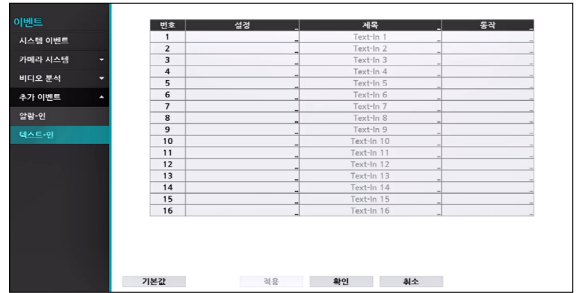 이벤트
시스템 이벤트
카메라 시스템
비디오 분석
추가 이벤트
알람-인
텍스트-인
번호 설정 제목 동작
1 Text-In 1
2 Text-In 2
3 Text-In 3
4 Text-In 4
5 Text-In 5
6 Text-In 6
7 Text-In 7
8 Text-In 8
9 Text-In 9
10 Text-In 10
11 Text-In 11
12 Text-In 12
13 Text-In 13
14 Text-In 14
15 Text-In 15
16 Text-In 16
기본값 적용 확인 취소